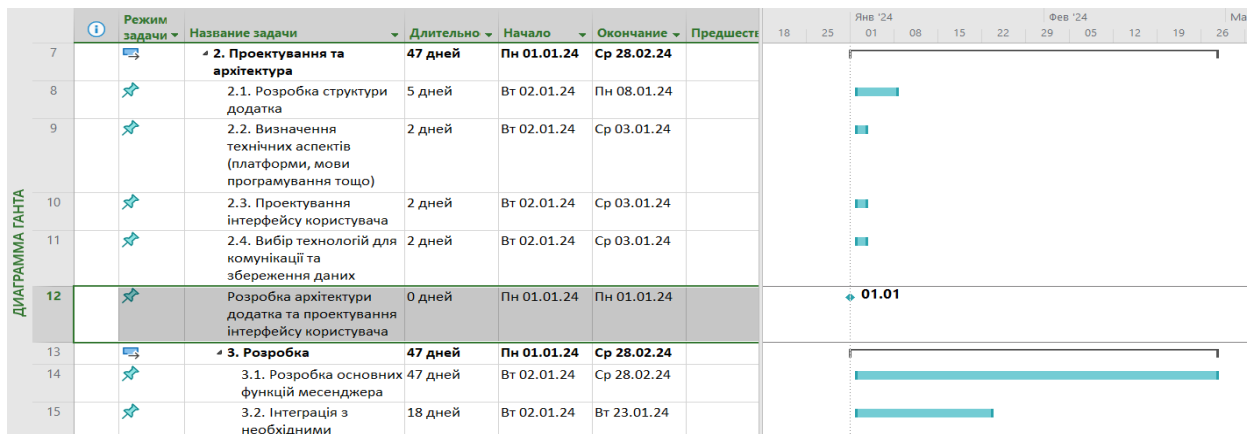 Янв '24 Фев '24 Ма
Режим задачи Название задачи Длительно Начало Окончание Предшеств 18 25 01 08 15 22 29 05 12 19 26
7 2. Проектування та 47 дней Пн 01.01.24 Ср 28.02.24
архітектура
8 2.1. Розробка структури 5 дней Вт 02.01.24 Пн 08.01.24
додатка
9 2.2. Визначення 2 дней Вт 02.01.24 Ср 03.01.24
технічних аспектів
(платформи, мови
програмування тощо)
10 2.3. Проектування 2 дней Вт 02.01.24 Ср 03.01.24
інтерфейсу користувача
11 2.4. Вибір технологій для 2 дней Вт 02.01.24 Ср 03.01.24
комунікації та
збереження даних
12 Розробка архітектури 0 дней Пн 01.01.24 Пн 01.01.24 01.01
додатка та проектування
інтерфейсу користувача
13 3. Розробка 47 дней Пн 01.01.24 Ср 28.02.24
14 3.1. Розробка основних 47 дней Вт 02.01.24 Ср 28.02.24
функцій месенджера
15 3.2. Інтеграція з 18 дней Вт 02.01.24 Вт 23.01.24
необхідними
ДИАГРАММА ГАНТА